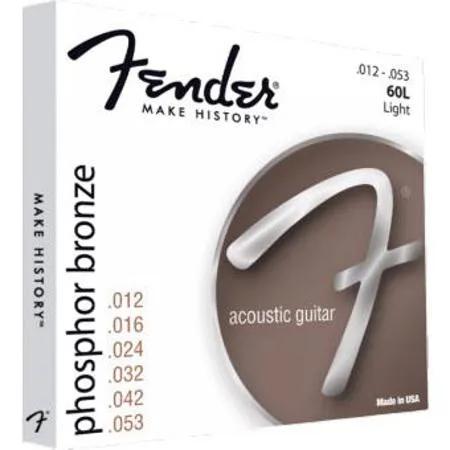 Fender®
MAKE HISTORY™
.012 - .053
60L
Light
MAKE HISTORY™
F
phosphor bronze
.012
.016
.024
.032
.042
.053
F®
acoustic guitar
Made in USA